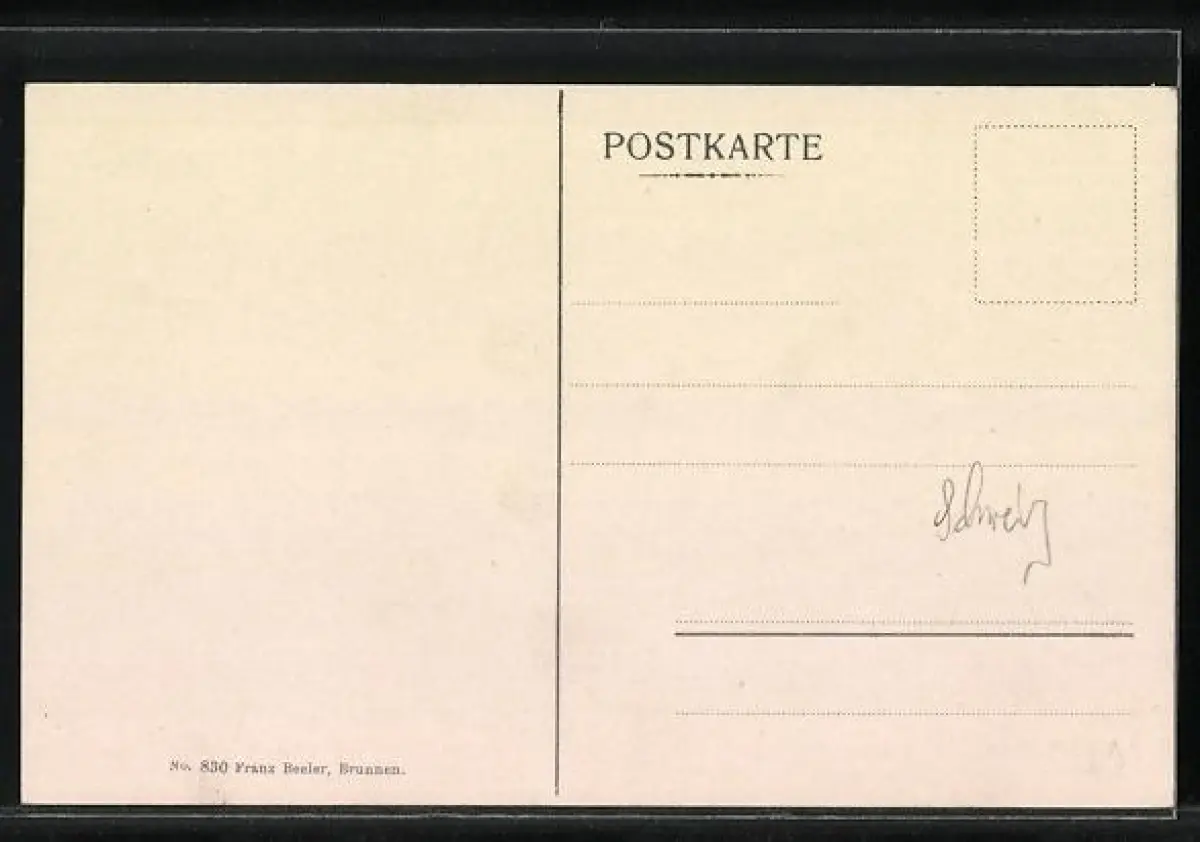 POSTKARTE
Schweiz
No. 830 Franz Beeler, Brunnen.